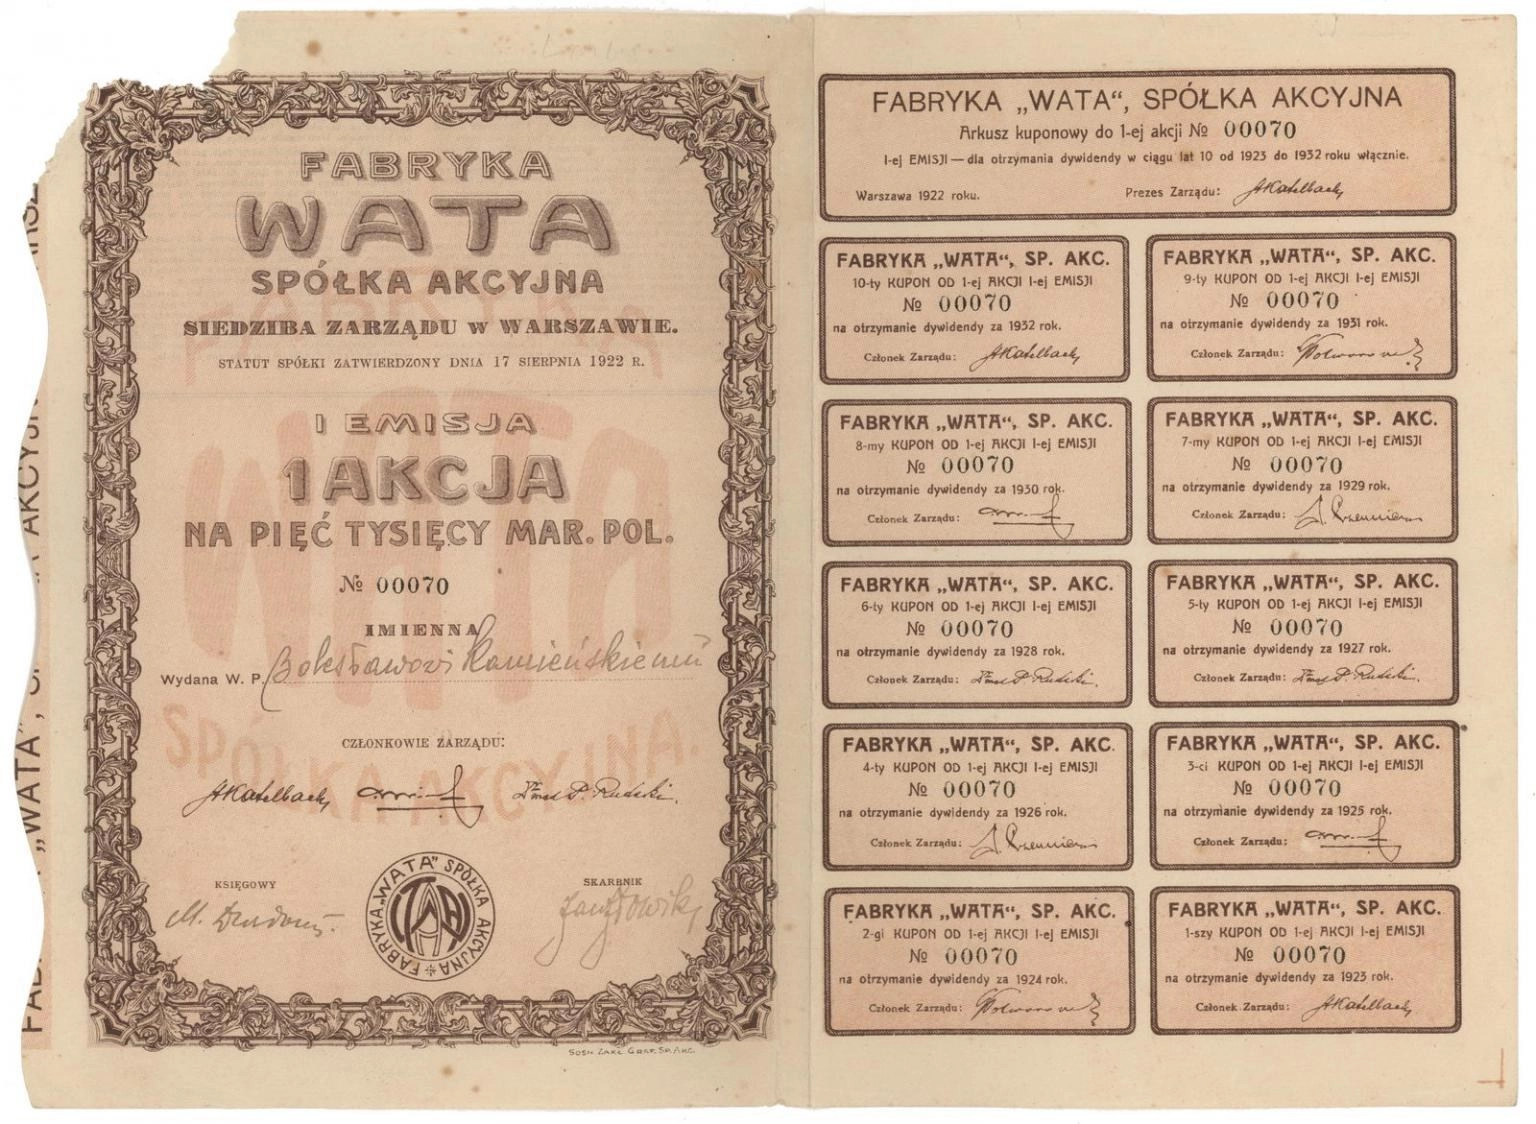 FABRYKA
WATA
SPÓŁKA AKCYJNA
SIEDZIBA ZARZĄDU w WARSZAWIE.
STATUT SPÓŁKI ZATWIERDZONY DNIA 17 SIERPNIA 1922 R.
I EMISJA
1 AKCJA
NA PIĘĆ TYSIĘCY MAR. POL.
№ 00070
IMIENNA
Wydana W. P. Bolesławowi Kamieńskiemu
CZŁONKOWIE ZARZĄDU:
AKatelbach
KSIĘGOWY
SKARBNIK
FABRYKA „WATA" SPÓŁKA AKCYJNA
WATA
SPÓŁKA AKCYJNA.
FABRYKA „WATA“, SPÓŁKA AKCYJNA
Arkusz kuponowy do 1-ej akcji № 00070
I-ej EMISJI — dla otrzymania dywidendy w ciągu lat 10 od 1923 do 1932 roku włącznie.
Warszawa 1922 roku. Prezes Zarządu: AKatelbach
FABRYKA „WATA“, SP. AKC.
10-ty KUPON OD 1-ej AKCJI I-ej EMISJI
№ 00070
na otrzymanie dywidendy za 1932 rok.
Członek Zarządu: AKatelbach
FABRYKA „WATA“, SP. AKC.
9-ty KUPON OD 1-ej AKCJI I-ej EMISJI
№ 00070
na otrzymanie dywidendy za 1931 rok.
Członek Zarządu:
FABRYKA „WATA“, SP. AKC.
8-my KUPON OD 1-ej AKCJI I-ej EMISJI
№ 00070
na otrzymanie dywidendy za 1930 rok.
Członek Zarządu:
FABRYKA „WATA“, SP. AKC.
7-my KUPON OD 1-ej AKCJI I-ej EMISJI
№ 00070
na otrzymanie dywidendy za 1929 rok.
Członek Zarządu:
FABRYKA „WATA“, SP. AKC.
6-ty KUPON OD 1-ej AKCJI I-ej EMISJI
№ 00070
na otrzymanie dywidendy za 1928 rok.
Członek Zarządu:
FABRYKA „WATA“, SP. AKC.
5-ty KUPON OD 1-ej AKCJI I-ej EMISJI
№ 00070
na otrzymanie dywidendy za 1927 rok.
Członek Zarządu:
FABRYKA „WATA“, SP. AKC.
4-ty KUPON OD 1-ej AKCJI I-ej EMISJI
№ 00070
na otrzymanie dywidendy za 1926 rok.
Członek Zarządu:
FABRYKA „WATA“, SP. AKC.
3-ci KUPON OD 1-ej AKCJI I-ej EMISJI
№ 00070
na otrzymanie dywidendy za 1925 rok.
Członek Zarządu:
FABRYKA „WATA“, SP. AKC.
2-gi KUPON OD 1-ej AKCJI I-ej EMISJI
№ 00070
na otrzymanie dywidendy za 1924 rok.
Członek Zarządu:
FABRYKA „WATA“, SP. AKC.
1-szy KUPON OD 1-ej AKCJI I-ej EMISJI
№ 00070
na otrzymanie dywidendy za 1923 rok.
Członek Zarządu: AKatelbach